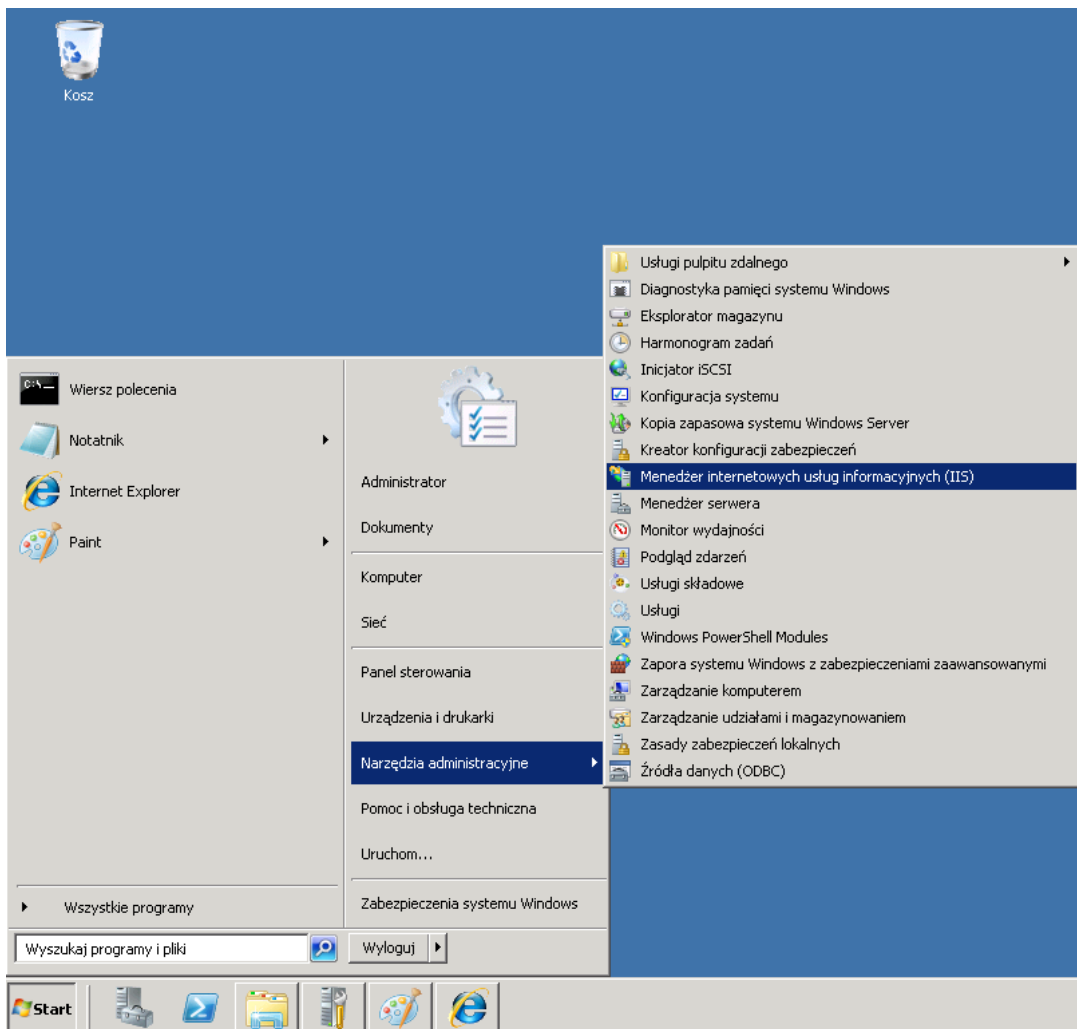 Kosz
Usługi pulpitu zdalnego
Diagnostyka pamięci systemu Windows
Eksplorator magazynu
Harmonogram zadań
Inicjator iSCSI
Konfiguracja systemu
Kopia zapasowa systemu Windows Server
Kreator konfiguracji zabezpieczeń
Menedżer internetowych usług informacyjnych (IIS)
Menedżer serwera
Monitor wydajności
Podgląd zdarzeń
Usługi składowe
Usługi
Windows PowerShell Modules
Zapora systemu Windows z zabezpieczeniami zaawansowanymi
Zarządzanie komputerem
Zarządzanie udziałami i magazynowaniem
Zasady zabezpieczeń lokalnych
Źródła danych (ODBC)
C:\
Wiersz polecenia
Notatnik
Internet Explorer
Paint
Administrator
Dokumenty
Komputer
Sieć
Panel sterowania
Urządzenia i drukarki
Narzędzia administracyjne
Pomoc i obsługa techniczna
Uruchom...
Zabezpieczenia systemu Windows
Wszystkie programy
Wyszukaj programy i pliki
Wyloguj
Start